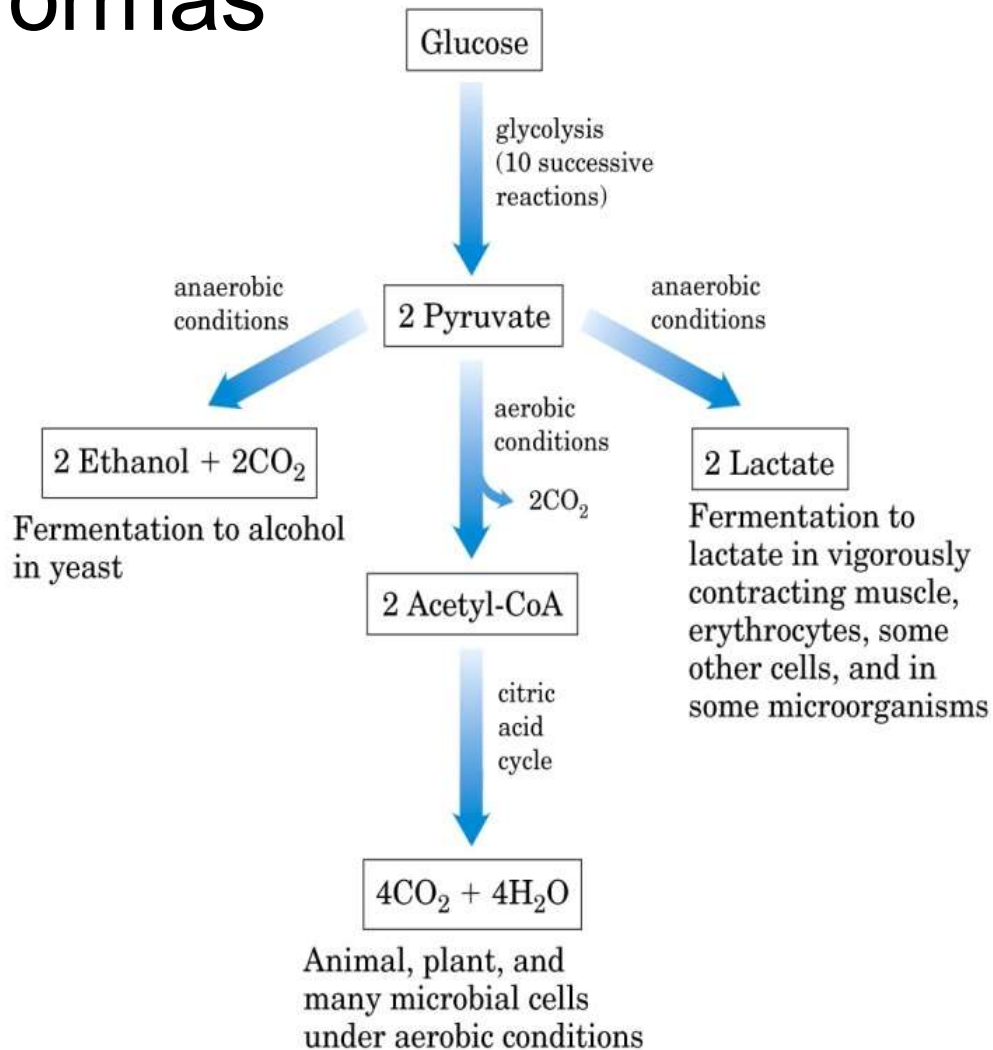 ormas
Glucose
glycolysis
(10 successive
reactions)
anaerobic
conditions
2 Pyruvate
anaerobic
conditions
2 Ethanol + 2CO₂
Fermentation to alcohol
in yeast
aerobic
conditions
2CO₂
2 Lactate
Fermentation to
lactate in vigorously
contracting muscle,
erythrocytes, some
other cells, and in
some microorganisms
2 Acetyl-CoA
citric
acid
cycle
4CO₂ + 4H₂O
Animal, plant, and
many microbial cells
under aerobic conditions